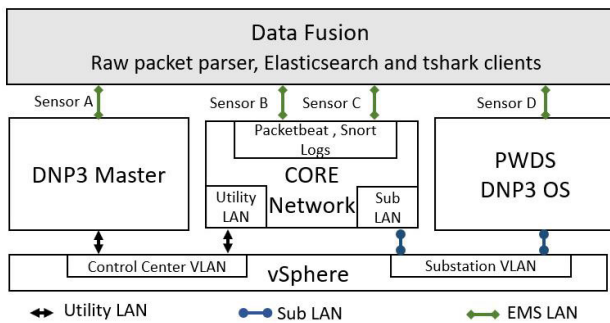 Data Fusion
Raw packet parser, Elasticsearch and tshark clients
Sensor A
Sensor B
Sensor C
Sensor D
DNP3 Master
Packetbeat , Snort
Logs
CORE
Network
Utility
LAN
Sub
LAN
PWDS
DNP3 OS
Control Center VLAN
vSphere
Substation VLAN
Utility LAN
Sub LAN
EMS LAN